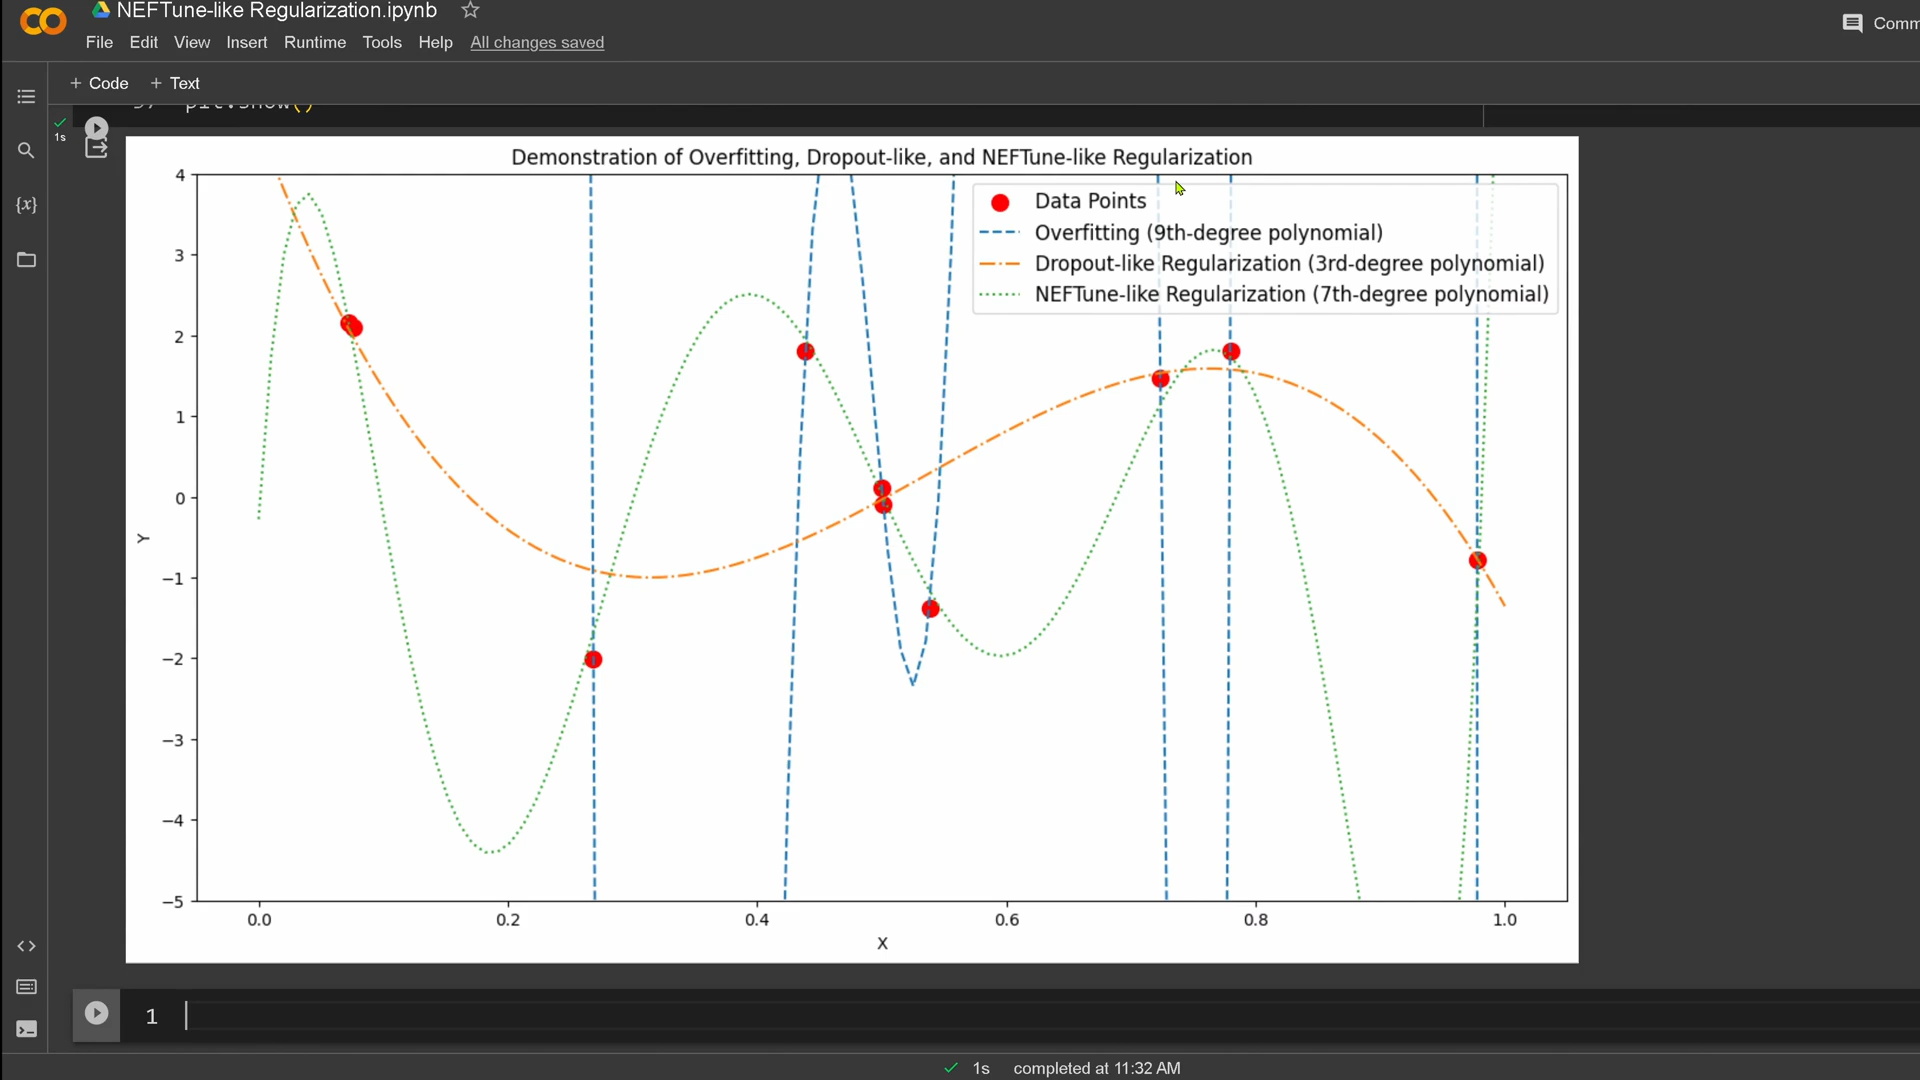 NEFTune-like Regularization.ipynb
File Edit View Insert Runtime Tools Help All changes saved
Comm
+ Code + Text
plt.show()
1s
Demonstration of Overfitting, Dropout-like, and NEFTune-like Regularization
Data Points
Overfitting (9th-degree polynomial)
Dropout-like Regularization (3rd-degree polynomial)
NEFTune-like Regularization (7th-degree polynomial)
4
3
2
1
0
−1
−2
−3
−4
−5
Y
0.0 0.2 0.4 0.6 0.8 1.0
X
1
1s completed at 11:32 AM